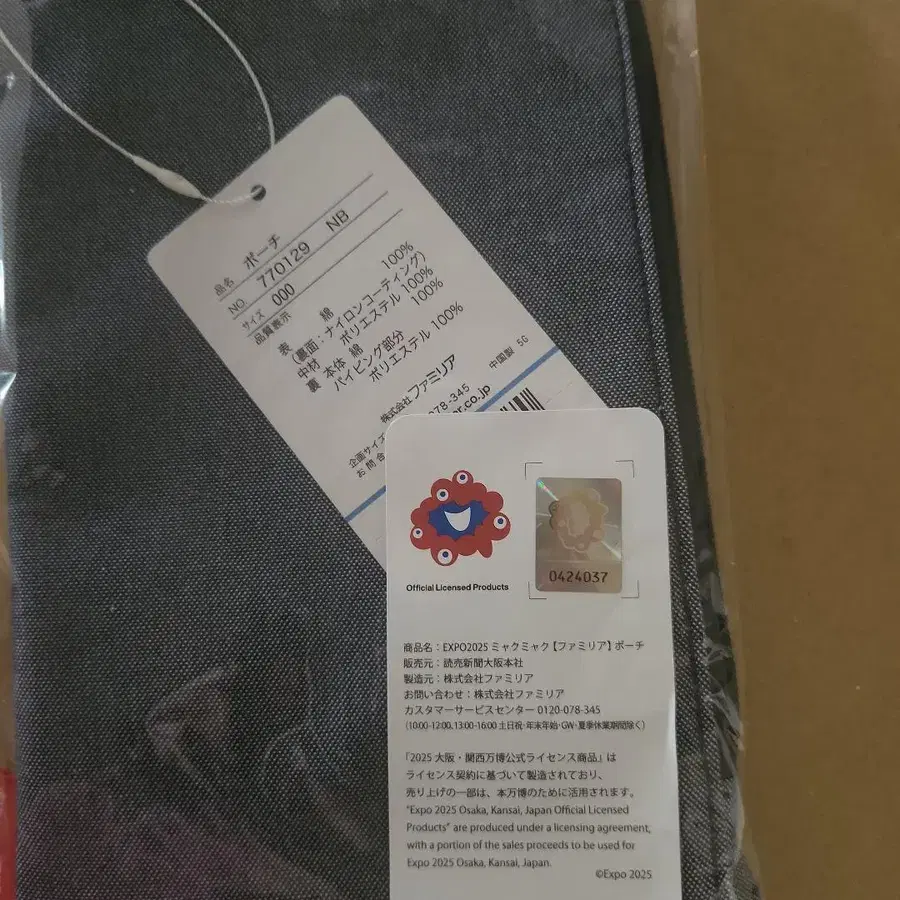 品名 ポーチ
NO. 770129 NB
サイズ 000
品質表示
表 綿 100%
(裏面:ナイロンコーティング)
中材 ポリエステル 100%
裏 本体 綿 100%
パイピング部分
ポリエステル 100%
株式会社ファミリア 中国製 5G
企画サイズ 078-345
お問合 r.co.jp
Official Licensed Products
0424037
商品名:EXPO2025 ミャクミャク【ファミリア】ポーチ
販売元:読売新聞大阪本社
製造元:株式会社ファミリア
お問い合わせ:株式会社ファミリア
カスタマーサービスセンター 0120-078-345
(10:00-12:00、13:00-16:00 土日祝・年末年始・GW・夏季休業期間除く)
「2025 大阪・関西万博公式ライセンス商品」は
ライセンス契約に基づいて製造されており、
売り上げの一部は、本万博のために活用されます。
"Expo 2025 Osaka, Kansai, Japan Official Licensed
Products" are produced under a licensing agreement,
with a portion of the sales proceeds to be used for
Expo 2025 Osaka, Kansai, Japan.
©Expo 2025